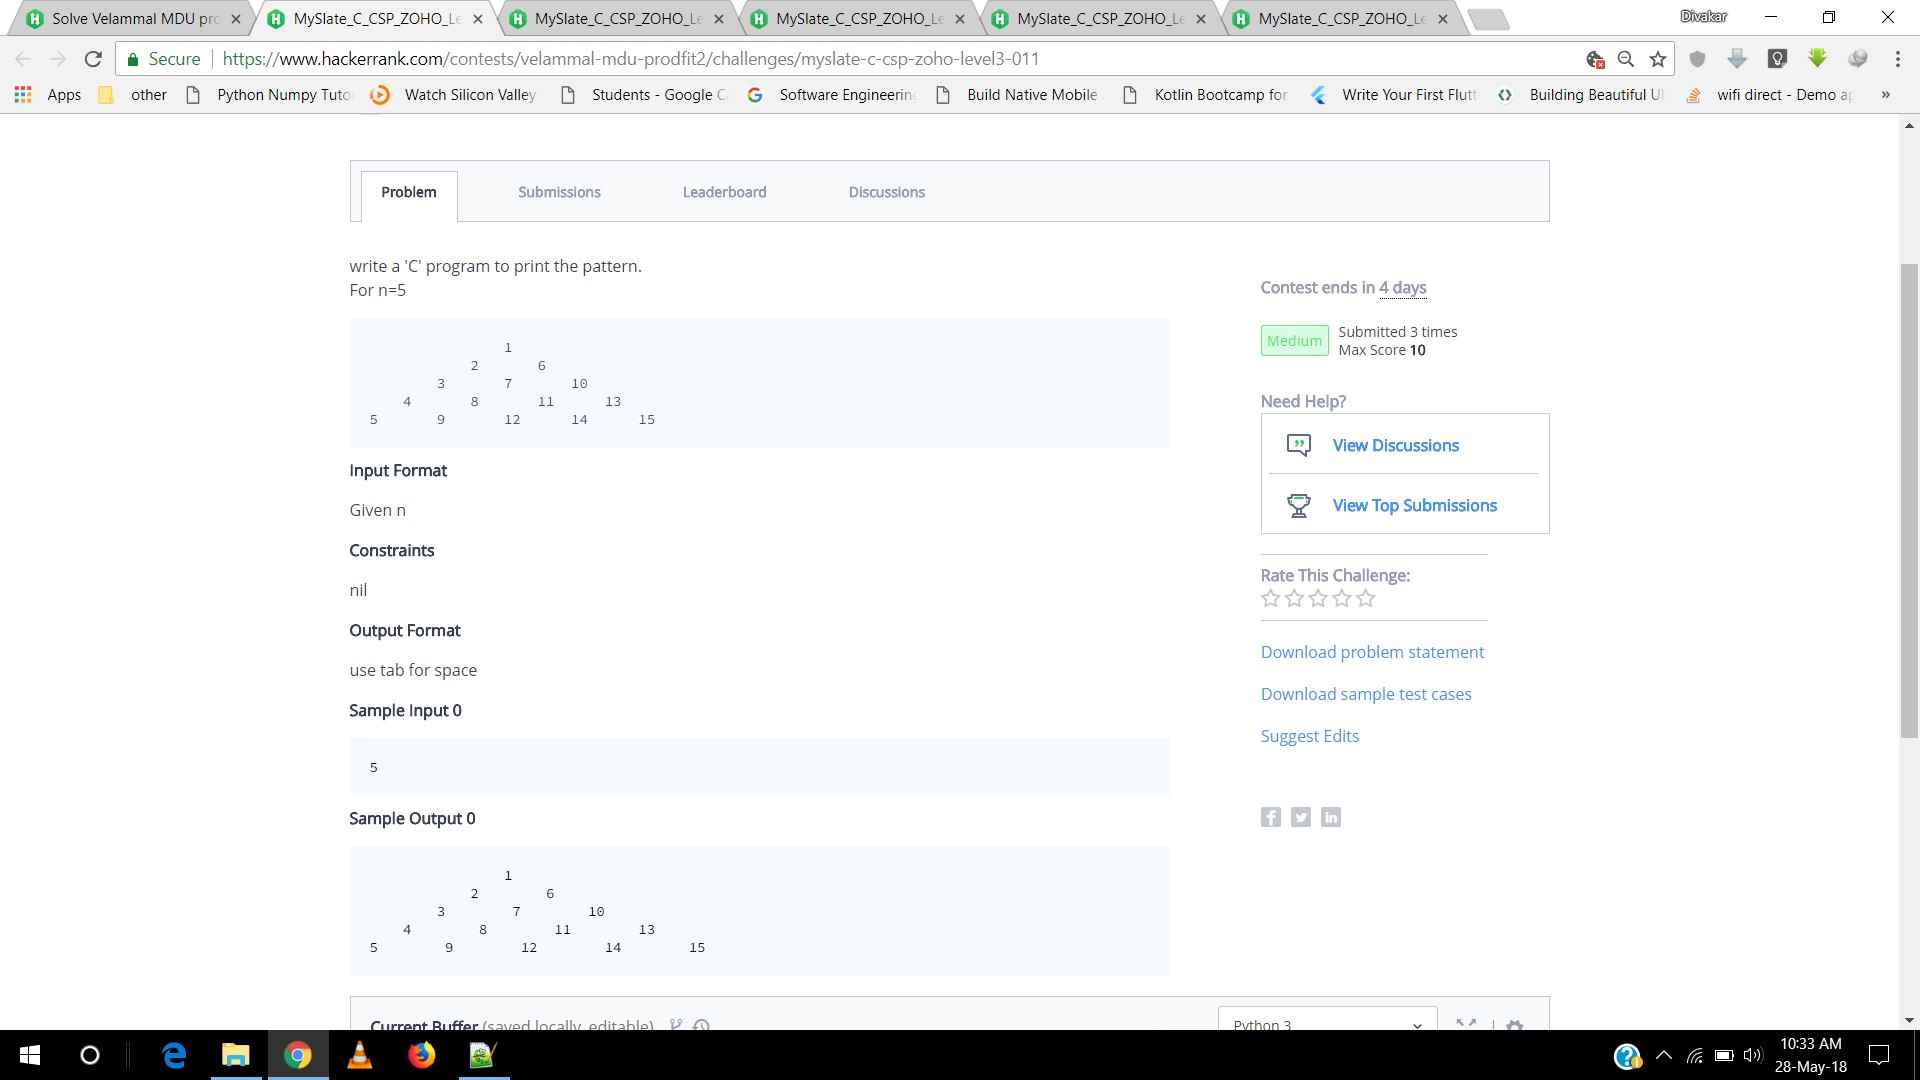 Solve Velammal MDU pro
MySlate_C_CSP_ZOHO_Le
MySlate_C_CSP_ZOHO_Le
MySlate_C_CSP_ZOHO_Le
MySlate_C_CSP_ZOHO_Le
MySlate_C_CSP_ZOHO_Le
Divakar
Secure
https://www.hackerrank.com/contests/velammal-mdu-prodfit2/challenges/myslate-c-csp-zoho-level3-011
Apps other Python Numpy Tuto Watch Silicon Valley Students - Google C Software Engineering Build Native Mobile Kotlin Bootcamp for Write Your First Flutt Building Beautiful UI wifi direct - Demo ap »
Problem Submissions Leaderboard Discussions
write a 'C' program to print the pattern.
For n=5
1
2 6
3 7 10
4 8 11 13
5 9 12 14 15
Input Format
Given n
Constraints
nil
Output Format
use tab for space
Sample Input 0
5
Sample Output 0
1
2 6
3 7 10
4 8 11 13
5 9 12 14 15
Current Buffer (saved locally, editable)
Python 3
Contest ends in 4 days
Medium
Submitted 3 times
Max Score 10
Need Help?
View Discussions
View Top Submissions
Rate This Challenge:
Download problem statement
Download sample test cases
Suggest Edits
10:33 AM
28-May-18